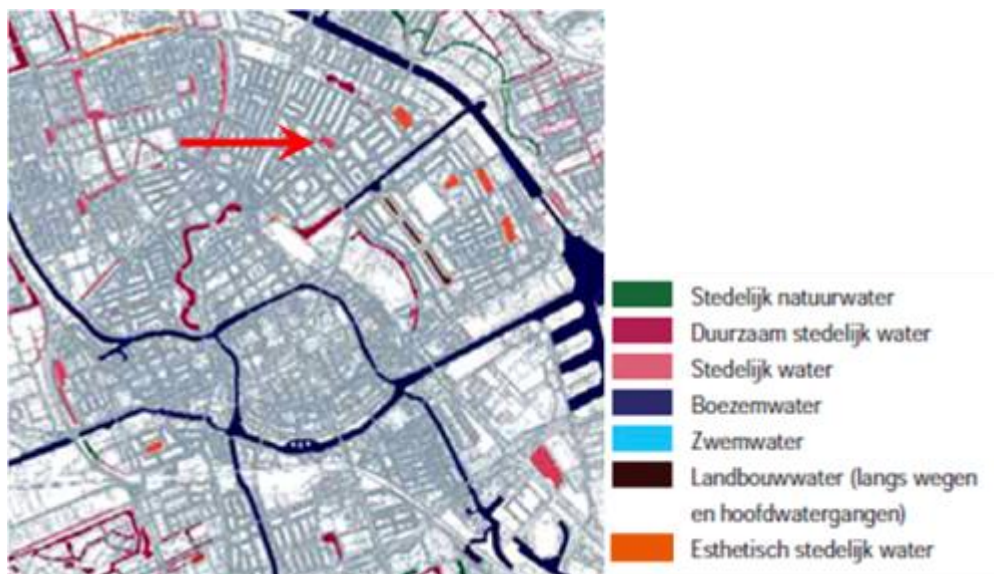 Stedelijk natuurwater
Duurzaam stedelijk water
Stedelijk water
Boezemwater
Zwemwater
Landbouwwater (langs wegen
en hoofdwatergangen)
Esthetisch stedelijk water